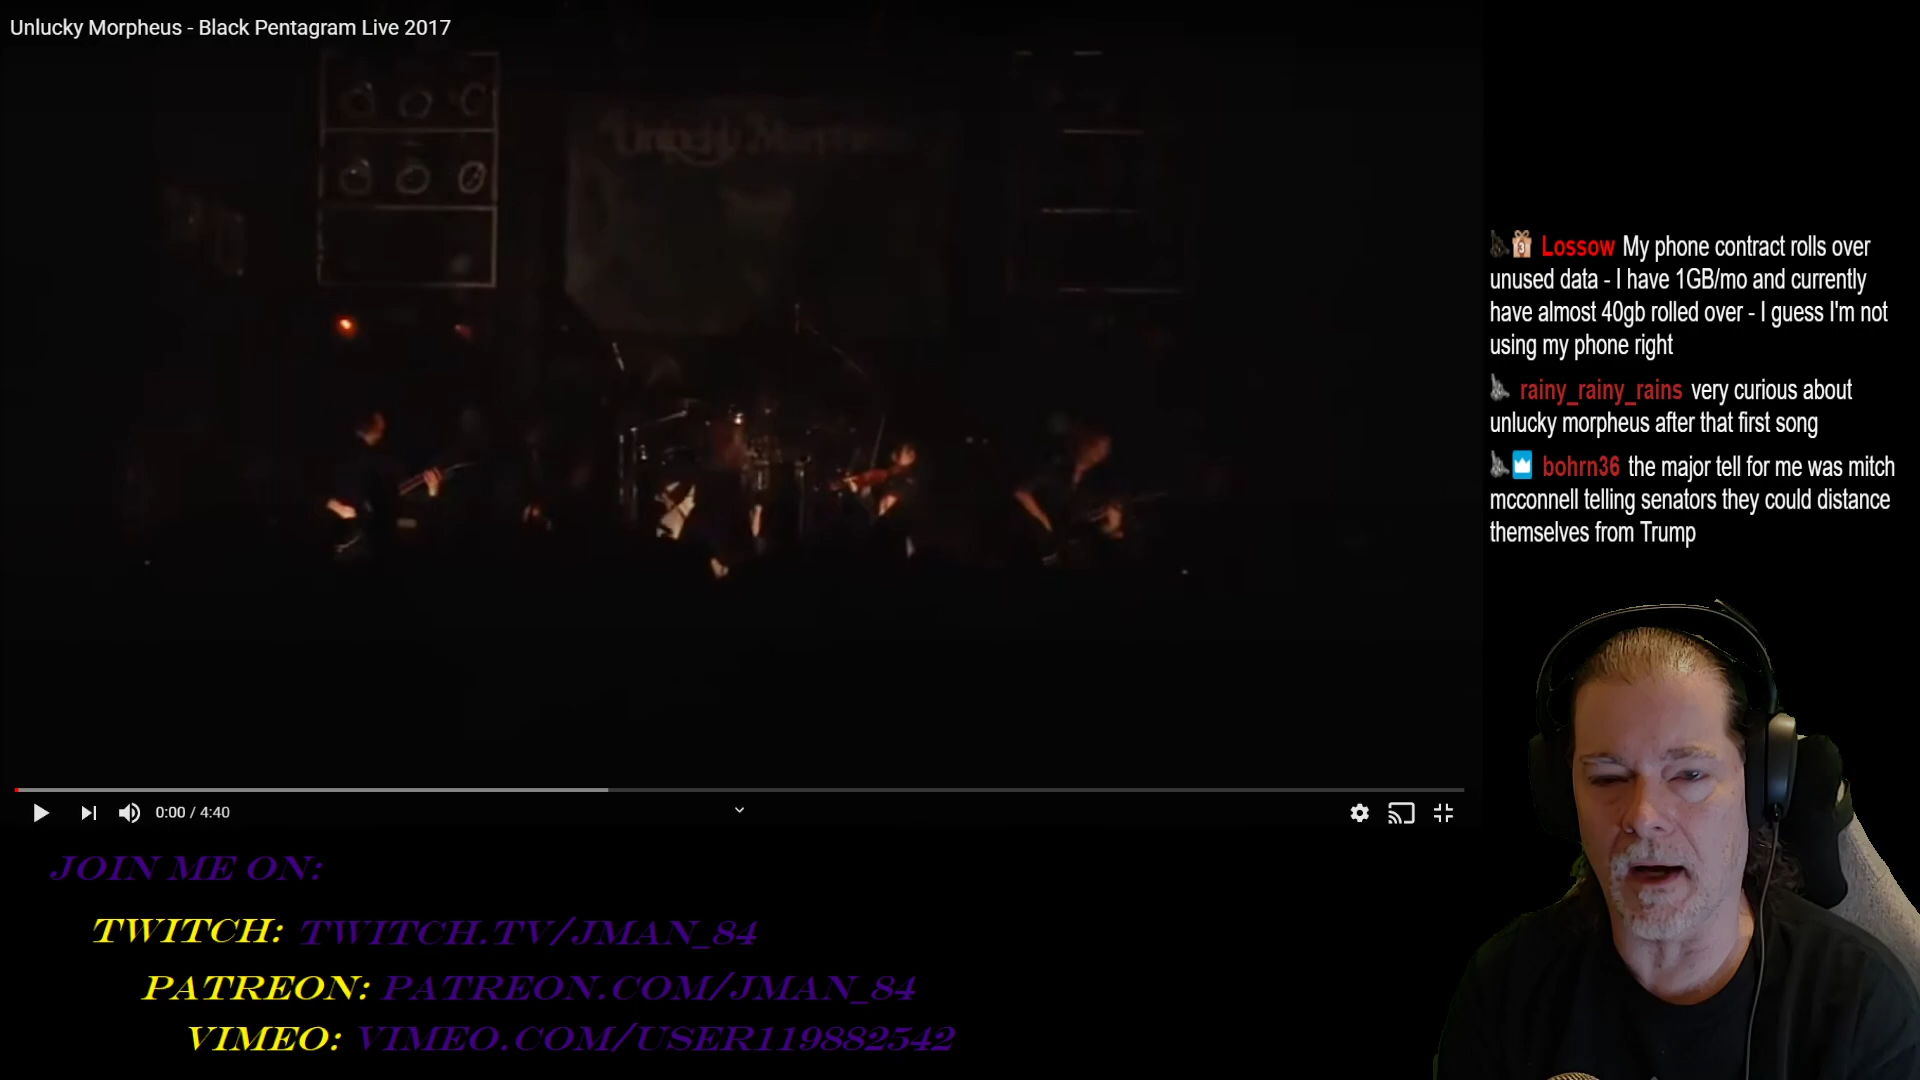 Unlucky Morpheus - Black Pentagram Live 2017
Unlucky Morpheus
Lossow My phone contract rolls over
unused data - I have 1GB/mo and currently
have almost 40gb rolled over - I guess I'm not
using my phone right
rainy_rainy_rains very curious about
unlucky morpheus after that first song
bohrn36 the major tell for me was mitch
mcconnell telling senators they could distance
themselves from Trump
0:00 / 4:40
JOIN ME ON:
TWITCH: TWITCH.TV/JMAN_84
PATREON: PATREON.COM/JMAN_84
VIMEO: VIMEO.COM/USER119882542